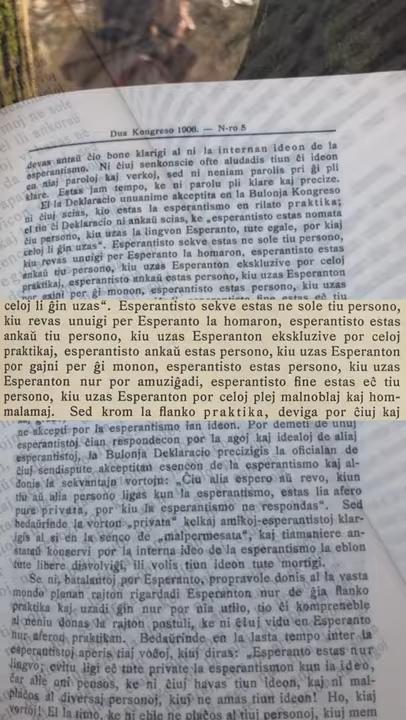 Dua Kongreso 1906. — N-ro 5
devas antaŭ ĉio bone klarigi al ni la internan ideon de la
esperantismo. Ni ĉiuj senkonscie ofte aludadis tiun ĉi ideon
en niaj paroloj kaj verkoj, sed ni neniam parolis pri ĝi pli
klare. Estas jam tempo, ke ni parolu pli klare kaj precize.
El la Deklaracio unuanime akceptita en la Bulonja Kongreso
ni ĉiuj scias, kio estas la esperantismo en rilato praktika;
el tio ĉi Deklaracio ni ankaŭ scias, ke „esperantisto estas nomata
ĉiu persono, kiu uzas la lingvon Esperanto, tute egale, por kiaj
celoj li ĝin uzas“. Esperantisto sekve estas ne sole tiu persono,
kiu revas unuigi per Esperanto la homaron, esperantisto estas
ankaŭ tiu persono, kiu uzas Esperanton ekskluzive por celoj
praktikaj, esperantisto ankaŭ estas persono, kiu uzas Esperanton
por gajni per ĝi monon, esperantisto estas persono, kiu uzas
celoj li ĝin uzas“. Esperantisto sekve estas ne sole tiu persono,
kiu revas unuigi per Esperanto la homaron, esperantisto estas
ankaŭ tiu persono, kiu uzas Esperanton ekskluzive por celoj
praktikaj, esperantisto ankaŭ estas persono, kiu uzas Esperanton
por gajni per ĝi monon, esperantisto estas persono, kiu uzas
Esperanton nur por amuziĝadi, esperantisto fine estas eĉ tiu
persono, kiu uzas Esperanton por celoj plej malnoblaj kaj hom-
malamaj. Sed krom la flanko praktika, deviga por ĉiuj kaj
ne akcepti por la esperantismo ian ideon. Por demeti de unuj
esperantistoj ĉian respondecon por la agoj kaj idealoj de aliaj
esperantistoj, la Bulonja Deklaracio precizigis la oficialan de
ĉiuj sendispute akceptitan esencon de la esperantismo kaj al-
donis la sekvantajn vortojn: „Ĉiu alia espero aŭ revo, kiun
tiu aŭ alia persono ligas kun la esperantismo, estas lia afero
pure privata, por kiu la esperantismo ne respondas“. Sed
bedaŭrinde la vorton „privata“ kelkaj amikoj-esperantistoj klar-
igis al si en la senco de „malpermesata“, kaj tiamaniere an-
stataŭ konservi por la interna ideo de la esperantismo la eblon
tute libere disvolviĝi, ili volis tiun ideon tute mortigi.
Se ni, batalantoj por Esperanto, propravole donis al la vasta
mondo plenan rajton rigardadi Esperanton nur de ĝia flanko
praktika kaj uzadi ĝin nur por nia utilo, tio ĉi kompreneble
al neniu donas la rajton postuli, ke ni ĉiuj vidu en Esperanto
nur aferon praktikan. Bedaŭrinde en la lasta tempo inter la
esperantistoj aperis tiaj voĉoj, kiuj diras: „Esperanto estas nur
lingvo; evitu ligi eĉ tute private la esperantismon kun ia ideo,
ĉar alie oni pensos, ke ni ĉiuj havas tiun ideon, kaj ni mal-
plaĉos al diversaj personoj, kiuj ne amas tiun ideon! Ho, kiaj
vortoj! El la timo, ke ni eble ne plaĉos al tiuj personoj, kiuj mem